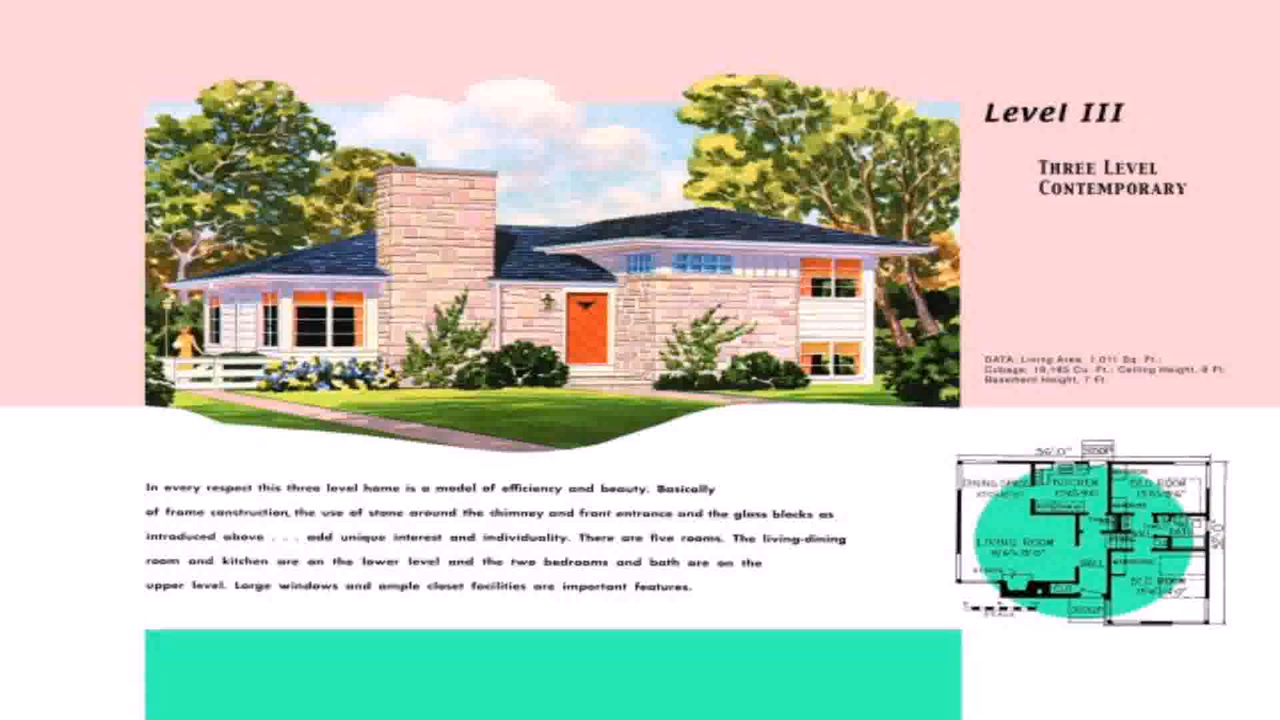 Level III
Three Level
Contemporary
DATA: Living Area, 1,011 Sq. Ft.;
Cubage, 19,165 Cu. Ft.; Ceiling Height, 8 Ft.
Basement Height, 7 Ft.
In every respect this three level home is a model of efficiency and beauty. Basically
of frame construction, the use of stone around the chimney and front entrance and the glass blocks as
introduced above . . . add unique interest and individuality. There are five rooms. The living-dining
room and kitchen are on the lower level and the two bedrooms and bath are on the
upper level. Large windows and ample closet facilities are important features.
36'0"
KITCHEN
BED ROOM
LIVING ROOM
BED ROOM